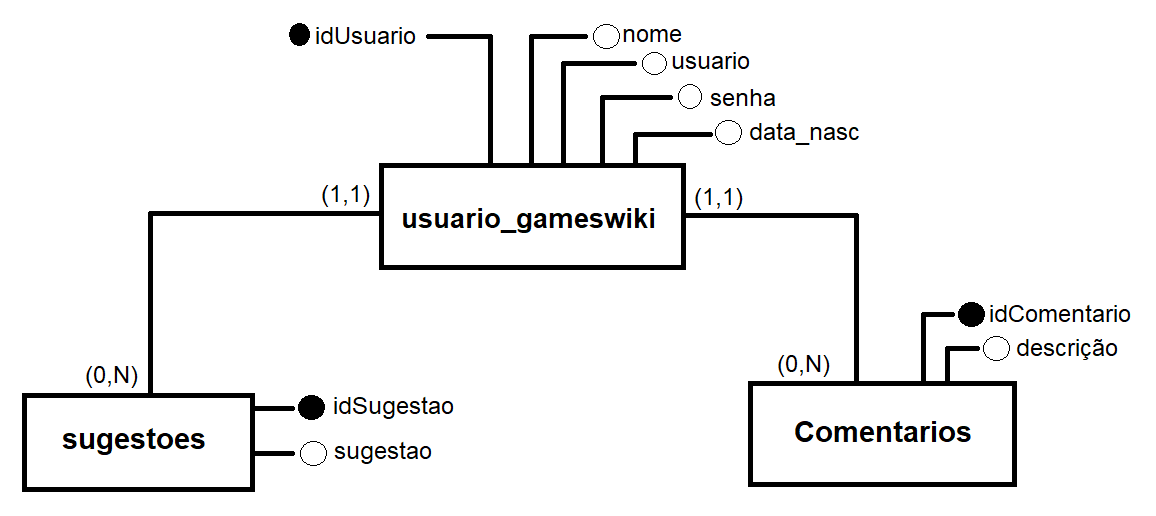 idUsuario
nome
usuario
senha
data_nasc
(1,1)
usuario_gameswiki
(1,1)
idComentario
descrição
(0,N)
(0,N)
Comentarios
idSugestao
sugestoes
sugestao